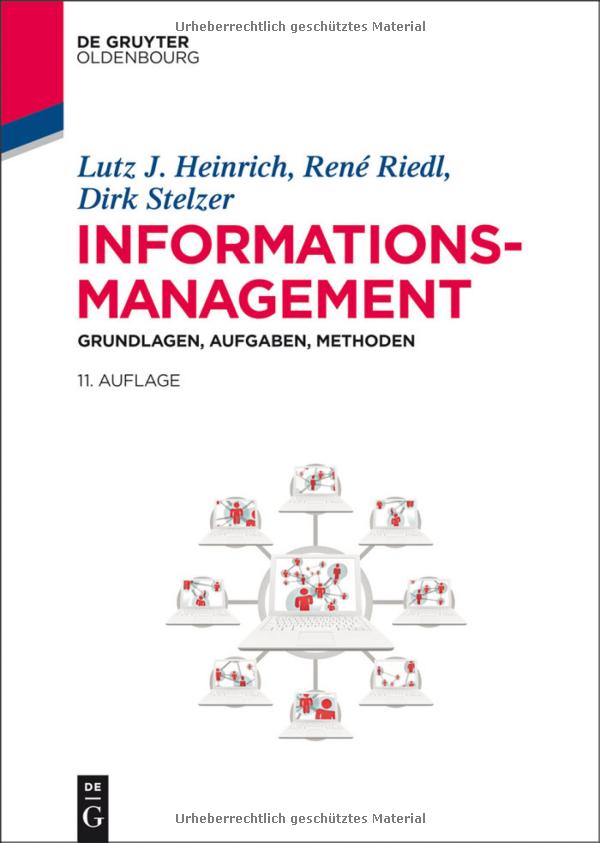 Urheberrechtlich geschütztes Material
DE GRUYTER
OLDENBOURG
Lutz J. Heinrich, René Riedl,
Dirk Stelzer
INFORMATIONS-
MANAGEMENT
GRUNDLAGEN, AUFGABEN, METHODEN
11. AUFLAGE
DE
G
Urheberrechtlich geschütztes Material